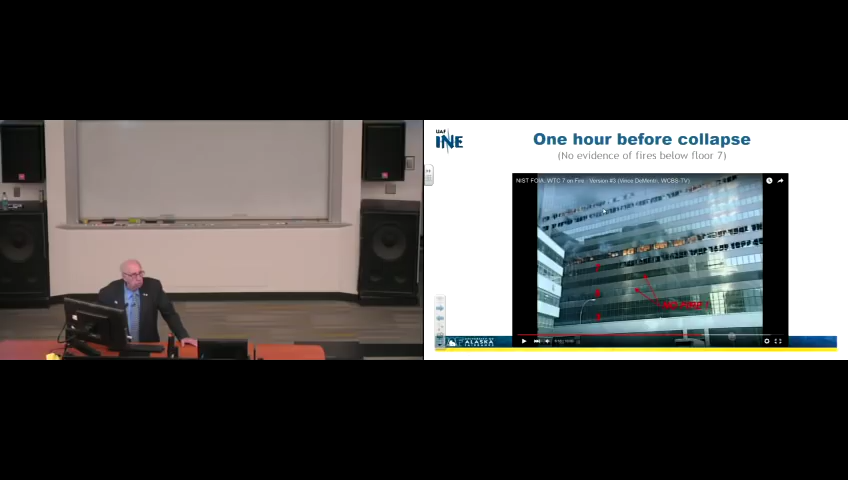 UAF
INE
One hour before collapse
(No evidence of fires below floor 7)
NIST FOIA: WTC 7 on Fire - Version #3 (Vince DeMentri, WCBS-TV)
ALASKA
FAIRBANKS